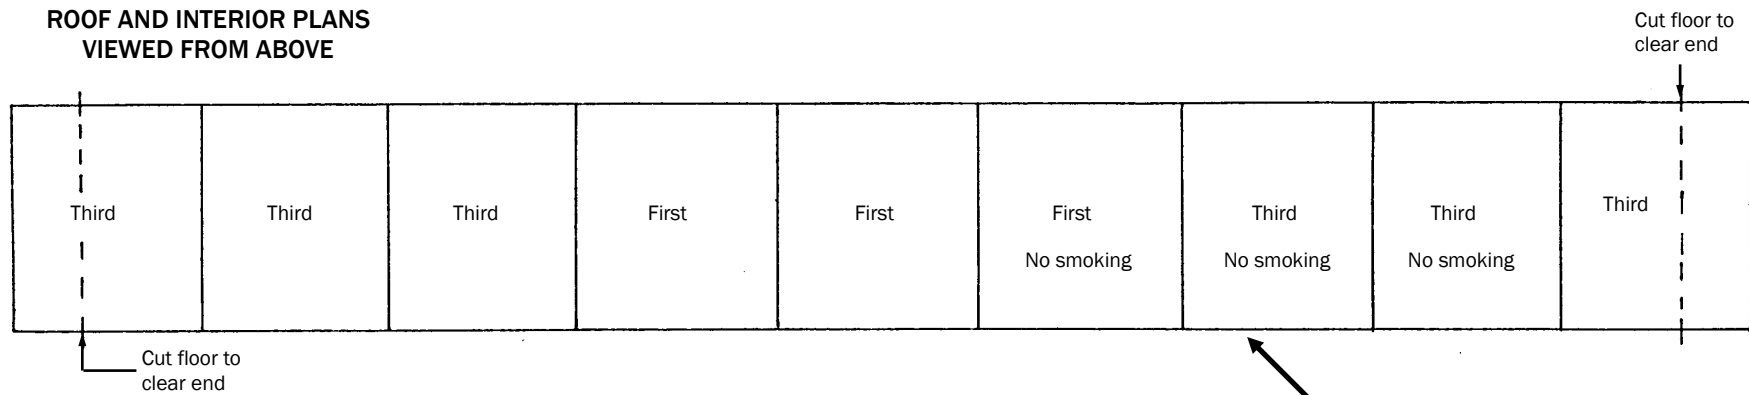 ROOF AND INTERIOR PLANS
VIEWED FROM ABOVE
Cut floor to
clear end
Third
Third
Third
First
First
First
No smoking
Third
No smoking
Third
No smoking
Third
Cut floor to
clear end